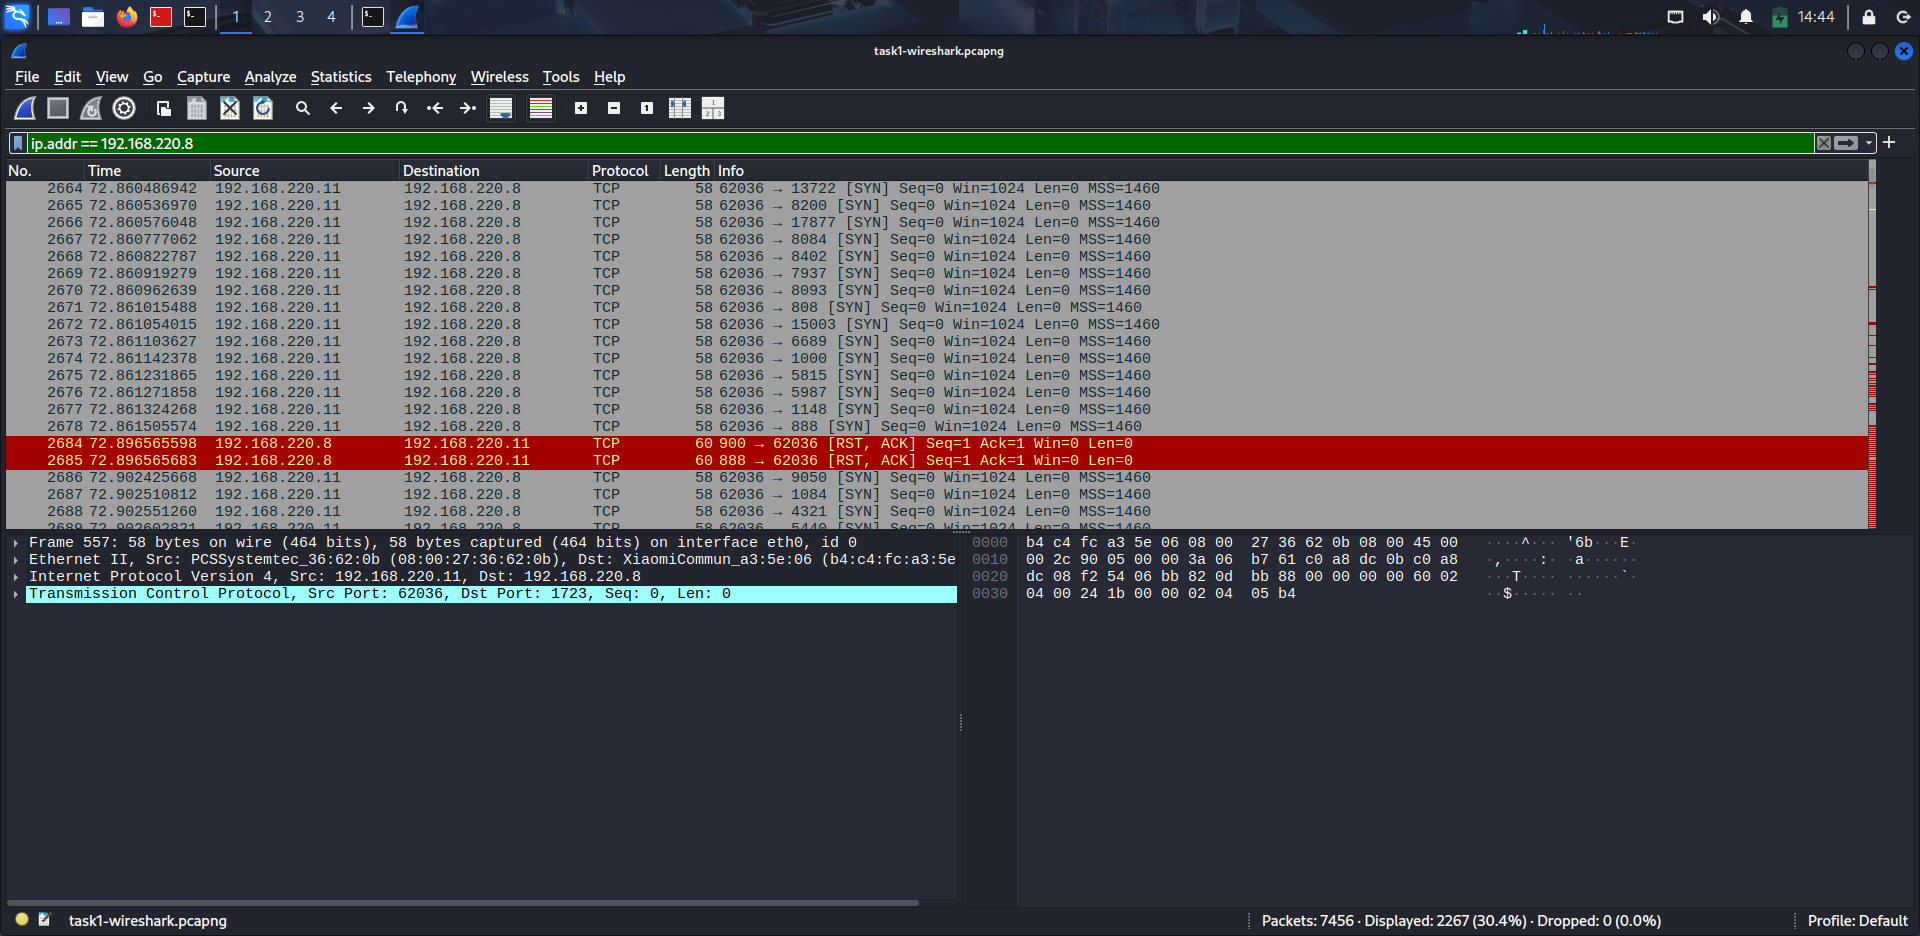 1 2 3 4 14:44
task1-wireshark.pcapng
File Edit View Go Capture Analyze Statistics Telephony Wireless Tools Help
ip.addr == 192.168.220.8
No. Time Source Destination Protocol Length Info
2664 72.860486942 192.168.220.11 192.168.220.8 TCP 58 62036 → 13722 [SYN] Seq=0 Win=1024 Len=0 MSS=1460
2665 72.860536970 192.168.220.11 192.168.220.8 TCP 58 62036 → 8200 [SYN] Seq=0 Win=1024 Len=0 MSS=1460
2666 72.860576048 192.168.220.11 192.168.220.8 TCP 58 62036 → 17877 [SYN] Seq=0 Win=1024 Len=0 MSS=1460
2667 72.860777062 192.168.220.11 192.168.220.8 TCP 58 62036 → 8084 [SYN] Seq=0 Win=1024 Len=0 MSS=1460
2668 72.860822787 192.168.220.11 192.168.220.8 TCP 58 62036 → 8402 [SYN] Seq=0 Win=1024 Len=0 MSS=1460
2669 72.860919279 192.168.220.11 192.168.220.8 TCP 58 62036 → 7937 [SYN] Seq=0 Win=1024 Len=0 MSS=1460
2670 72.860962639 192.168.220.11 192.168.220.8 TCP 58 62036 → 8093 [SYN] Seq=0 Win=1024 Len=0 MSS=1460
2671 72.861015488 192.168.220.11 192.168.220.8 TCP 58 62036 → 808 [SYN] Seq=0 Win=1024 Len=0 MSS=1460
2672 72.861054015 192.168.220.11 192.168.220.8 TCP 58 62036 → 15003 [SYN] Seq=0 Win=1024 Len=0 MSS=1460
2673 72.861103627 192.168.220.11 192.168.220.8 TCP 58 62036 → 6689 [SYN] Seq=0 Win=1024 Len=0 MSS=1460
2674 72.861142378 192.168.220.11 192.168.220.8 TCP 58 62036 → 1000 [SYN] Seq=0 Win=1024 Len=0 MSS=1460
2675 72.861231865 192.168.220.11 192.168.220.8 TCP 58 62036 → 5815 [SYN] Seq=0 Win=1024 Len=0 MSS=1460
2676 72.861271858 192.168.220.11 192.168.220.8 TCP 58 62036 → 5987 [SYN] Seq=0 Win=1024 Len=0 MSS=1460
2677 72.861324268 192.168.220.11 192.168.220.8 TCP 58 62036 → 1148 [SYN] Seq=0 Win=1024 Len=0 MSS=1460
2678 72.861505574 192.168.220.11 192.168.220.8 TCP 58 62036 → 888 [SYN] Seq=0 Win=1024 Len=0 MSS=1460
2684 72.896565598 192.168.220.8 192.168.220.11 TCP 60 900 → 62036 [RST, ACK] Seq=1 Ack=1 Win=0 Len=0
2685 72.896565683 192.168.220.8 192.168.220.11 TCP 60 888 → 62036 [RST, ACK] Seq=1 Ack=1 Win=0 Len=0
2686 72.902425668 192.168.220.11 192.168.220.8 TCP 58 62036 → 9050 [SYN] Seq=0 Win=1024 Len=0 MSS=1460
2687 72.902510812 192.168.220.11 192.168.220.8 TCP 58 62036 → 1084 [SYN] Seq=0 Win=1024 Len=0 MSS=1460
2688 72.902551260 192.168.220.11 192.168.220.8 TCP 58 62036 → 4321 [SYN] Seq=0 Win=1024 Len=0 MSS=1460
2689 72.902602821 192.168.220.11 192.168.220.8 TCP 58 62036 → 5440 [SYN] Seq=0 Win=1024 Len=0 MSS=1460
Frame 557: 58 bytes on wire (464 bits), 58 bytes captured (464 bits) on interface eth0, id 0
Ethernet II, Src: PCSSystemtec_36:62:0b (08:00:27:36:62:0b), Dst: XiaomiCommun_a3:5e:06 (b4:c4:fc:a3:5e
Internet Protocol Version 4, Src: 192.168.220.11, Dst: 192.168.220.8
Transmission Control Protocol, Src Port: 62036, Dst Port: 1723, Seq: 0, Len: 0
0000 b4 c4 fc a3 5e 06 08 00 27 36 62 0b 08 00 45 00 ····^··· '6b···E·
0010 00 2c 90 05 00 00 3a 06 b7 61 c0 a8 dc 0b c0 a8 ·,····:· ·a······
0020 dc 08 f2 54 06 bb 82 0d bb 88 00 00 00 00 60 02 ···T···· ······`·
0030 04 00 24 1b 00 00 02 04 05 b4 ··$····· ··
task1-wireshark.pcapng
Packets: 7456 · Displayed: 2267 (30.4%) · Dropped: 0 (0.0%)
Profile: Default